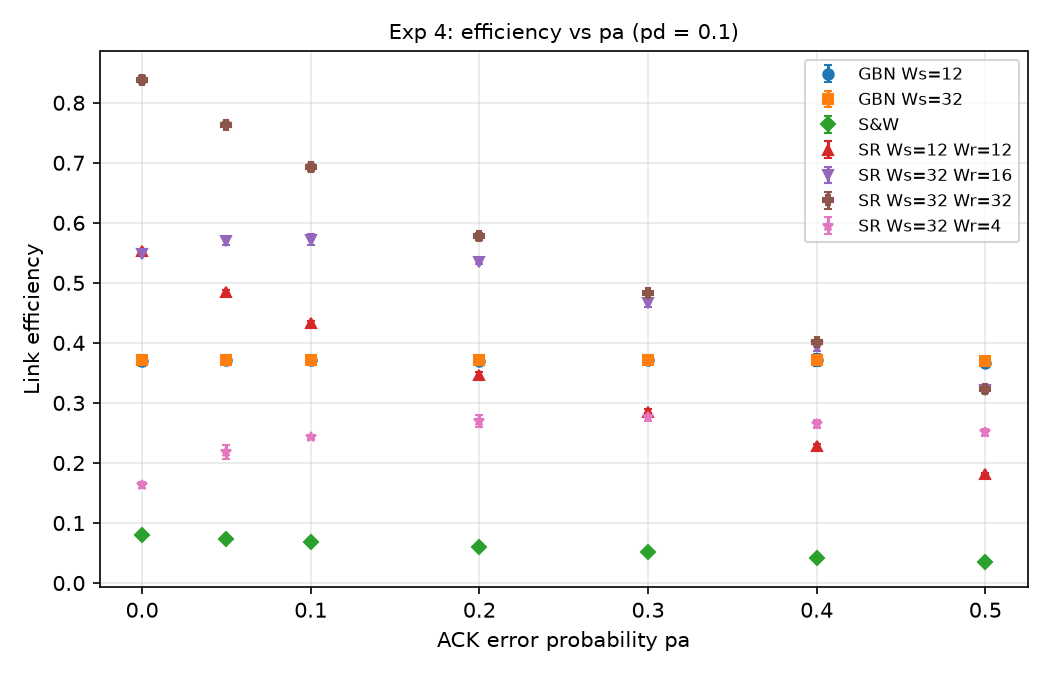 Exp 4: efficiency vs pa (pd = 0.1)
GBN Ws=12
GBN Ws=32
S&W
SR Ws=12 Wr=12
SR Ws=32 Wr=16
SR Ws=32 Wr=32
SR Ws=32 Wr=4
Link efficiency
0.8
0.7
0.6
0.5
0.4
0.3
0.2
0.1
0.0
0.0 0.1 0.2 0.3 0.4 0.5
ACK error probability pa